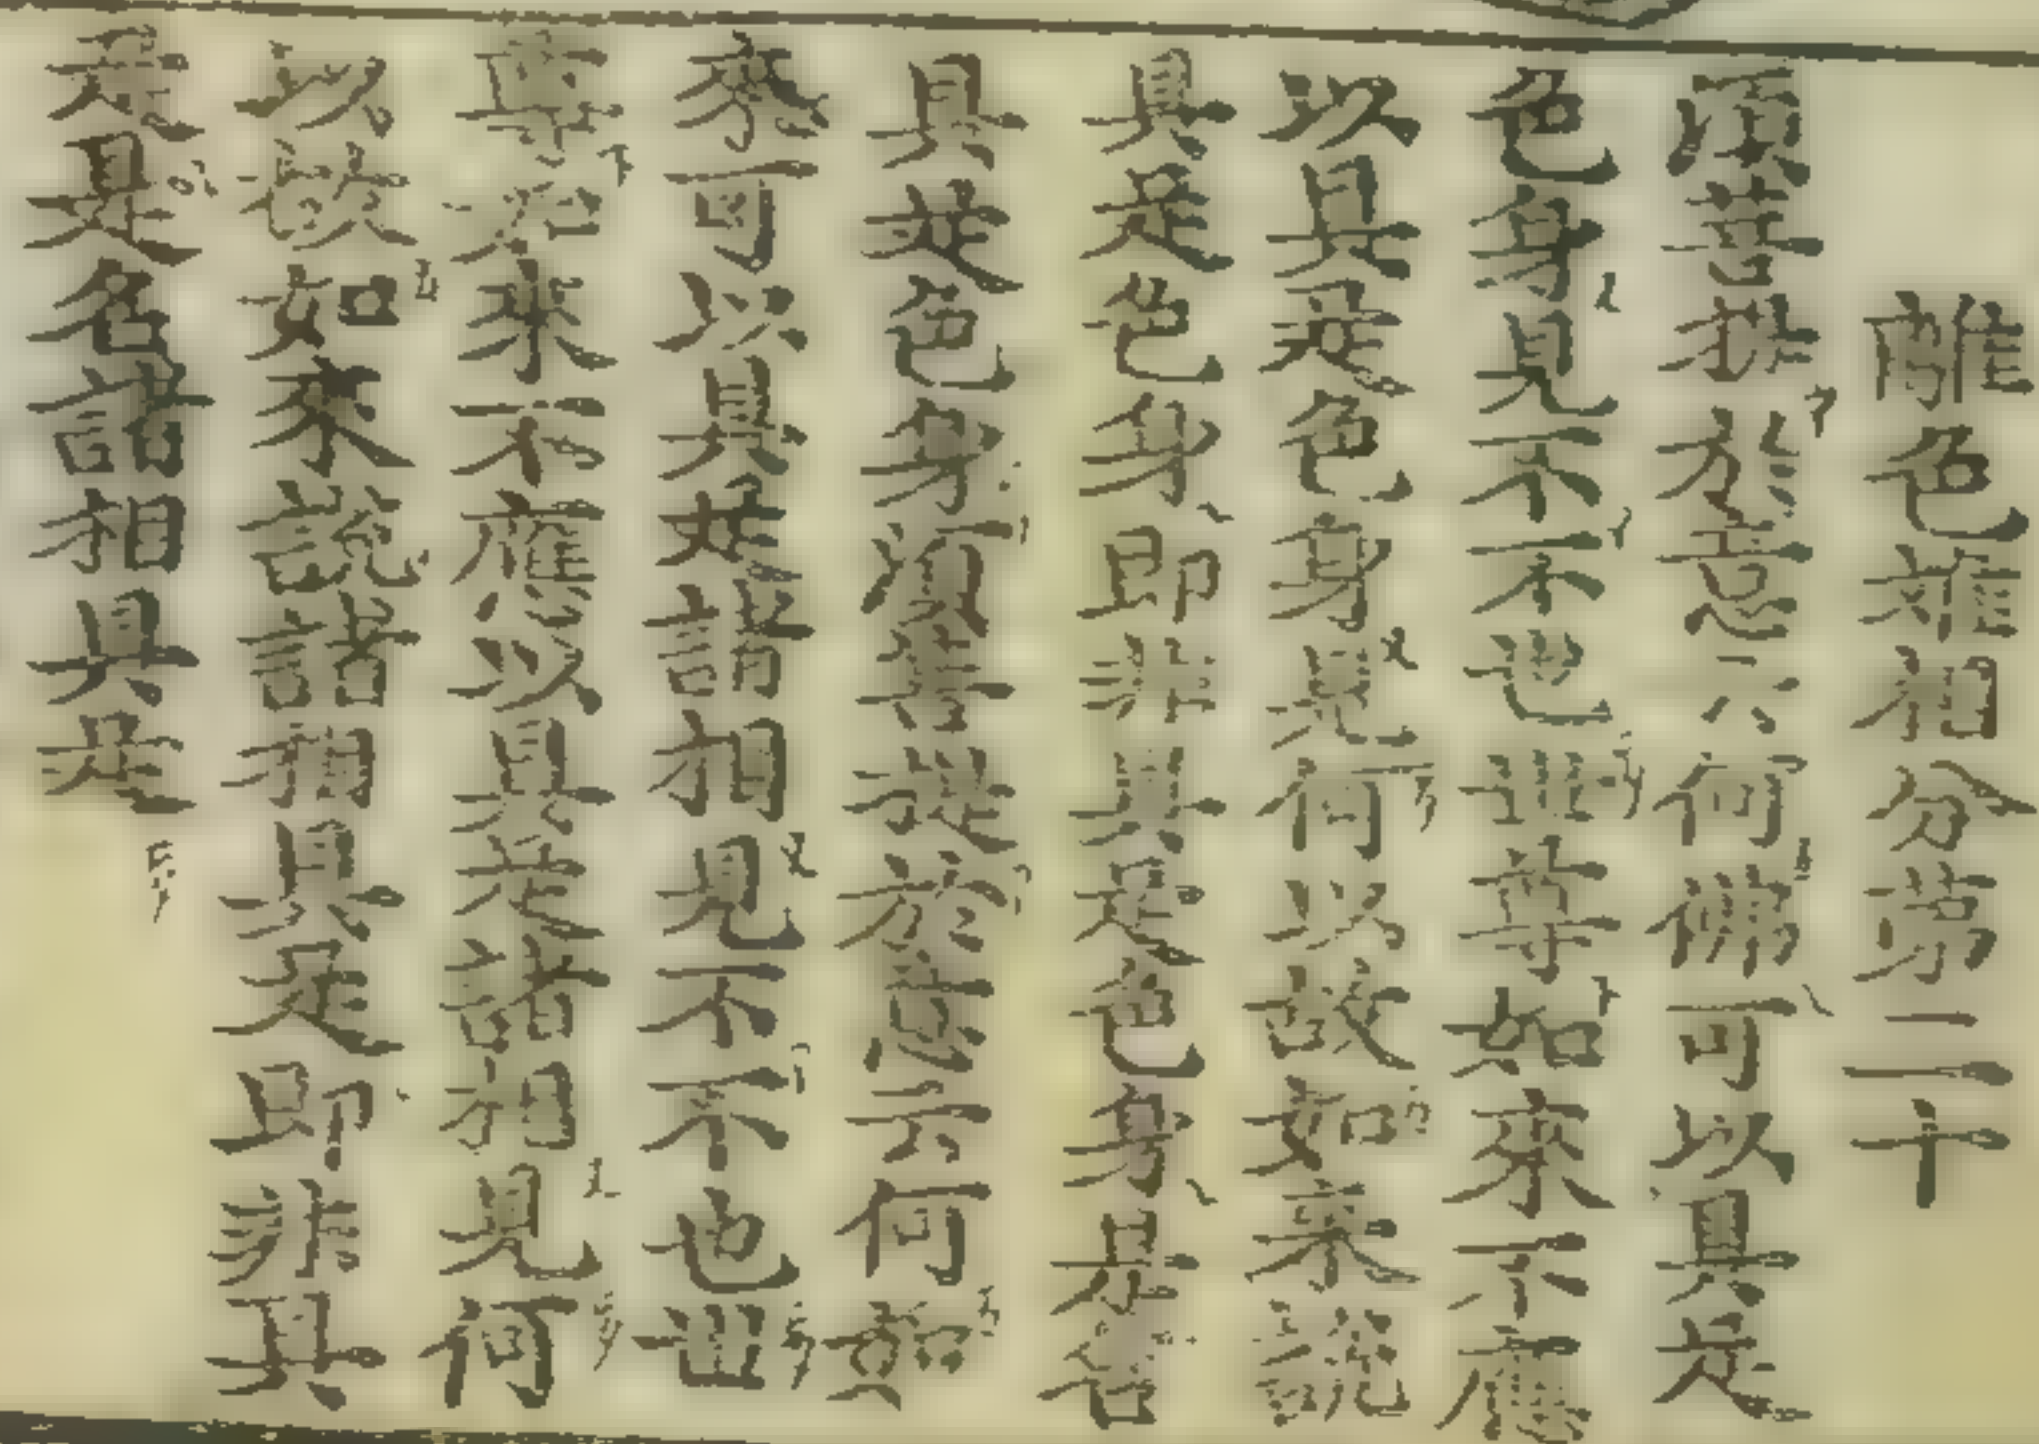 離色離相分第二十
須菩提於意云何佛可以具足
色身見不不也世尊如來不應
以具足色身見何以故如來說
具足色身即非具足色身是名
具足色身須菩提於意云何如
來可以具足諸相見不不也世
尊如來不應以具足諸相見何
以故如來說諸相具足即非具
足是名諸相具足